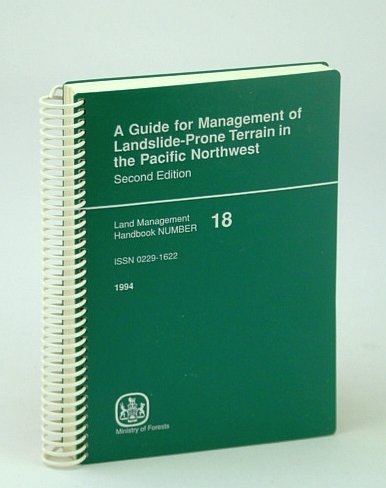 A Guide for Management of
Landslide-Prone Terrain in
the Pacific Northwest
Second Edition
Land Management
Handbook NUMBER 18
ISSN 0229-1622
1994
Ministry of Forests